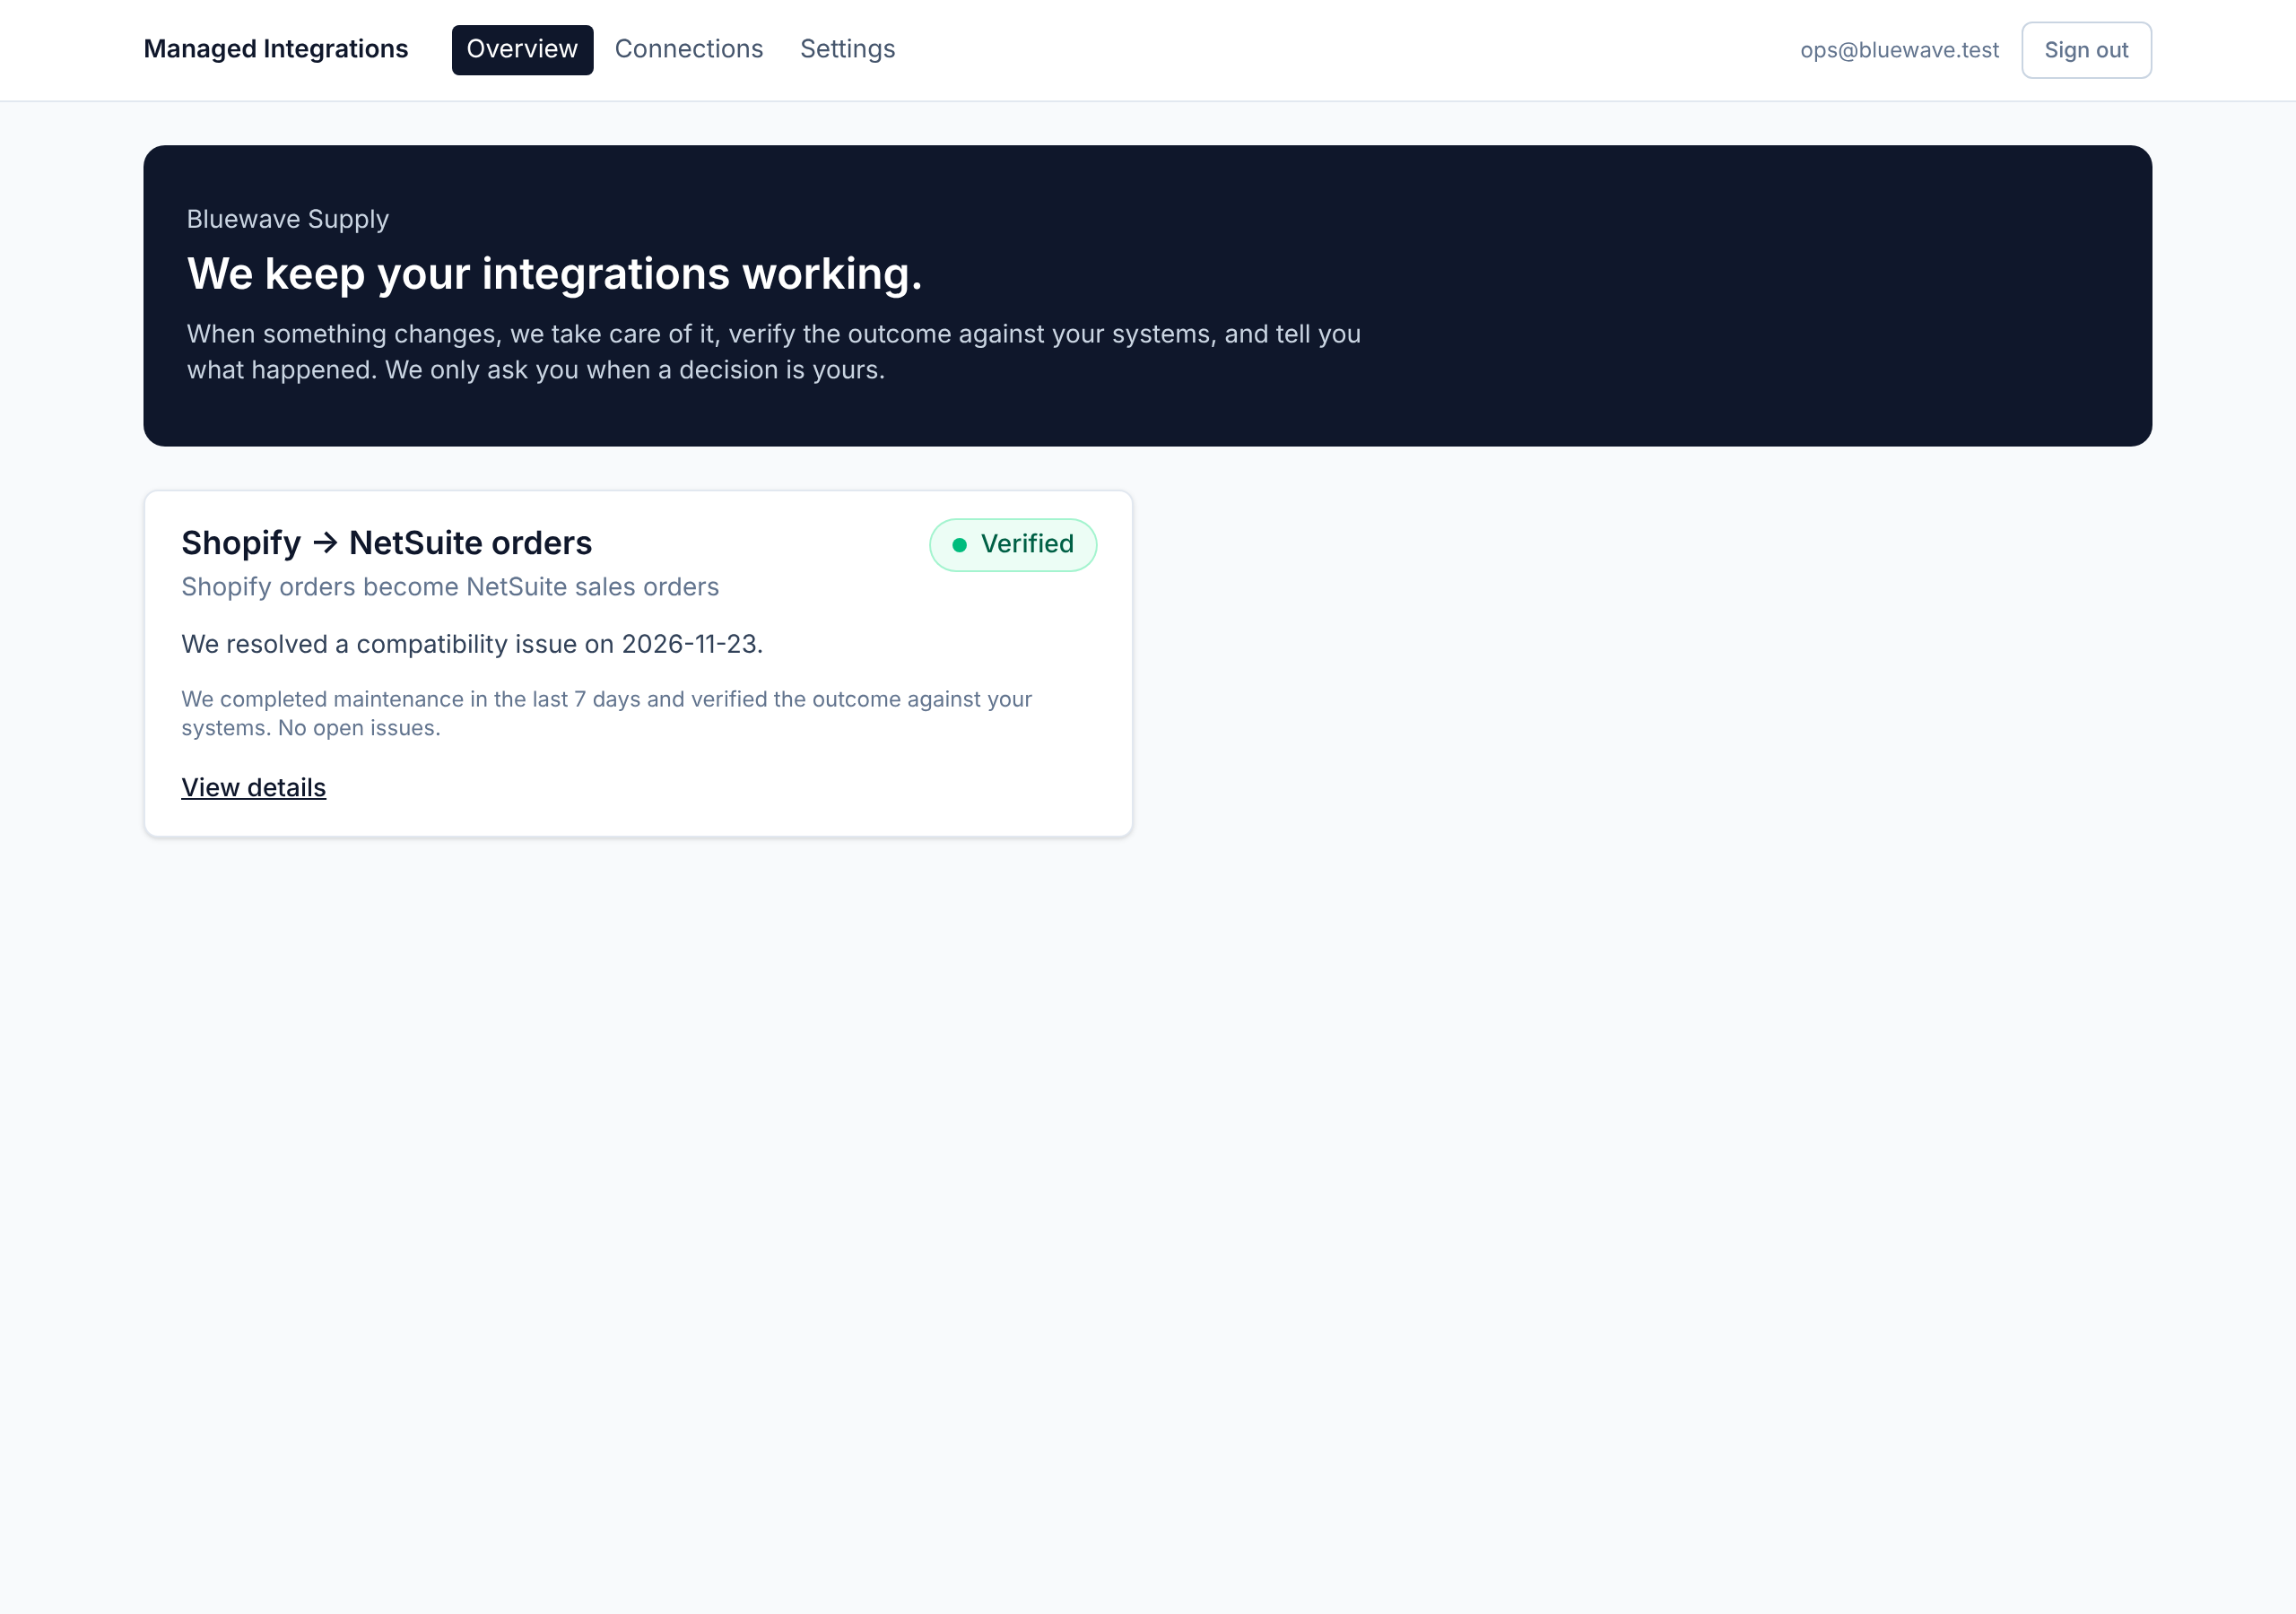 Managed Integrations
Overview
Connections
Settings
ops@bluewave.test
Sign out
Bluewave Supply
We keep your integrations working.
When something changes, we take care of it, verify the outcome against your systems, and tell you
what happened. We only ask you when a decision is yours.
Shopify → NetSuite orders
Verified
Shopify orders become NetSuite sales orders
We resolved a compatibility issue on 2026-11-23.
We completed maintenance in the last 7 days and verified the outcome against your
systems. No open issues.
View details